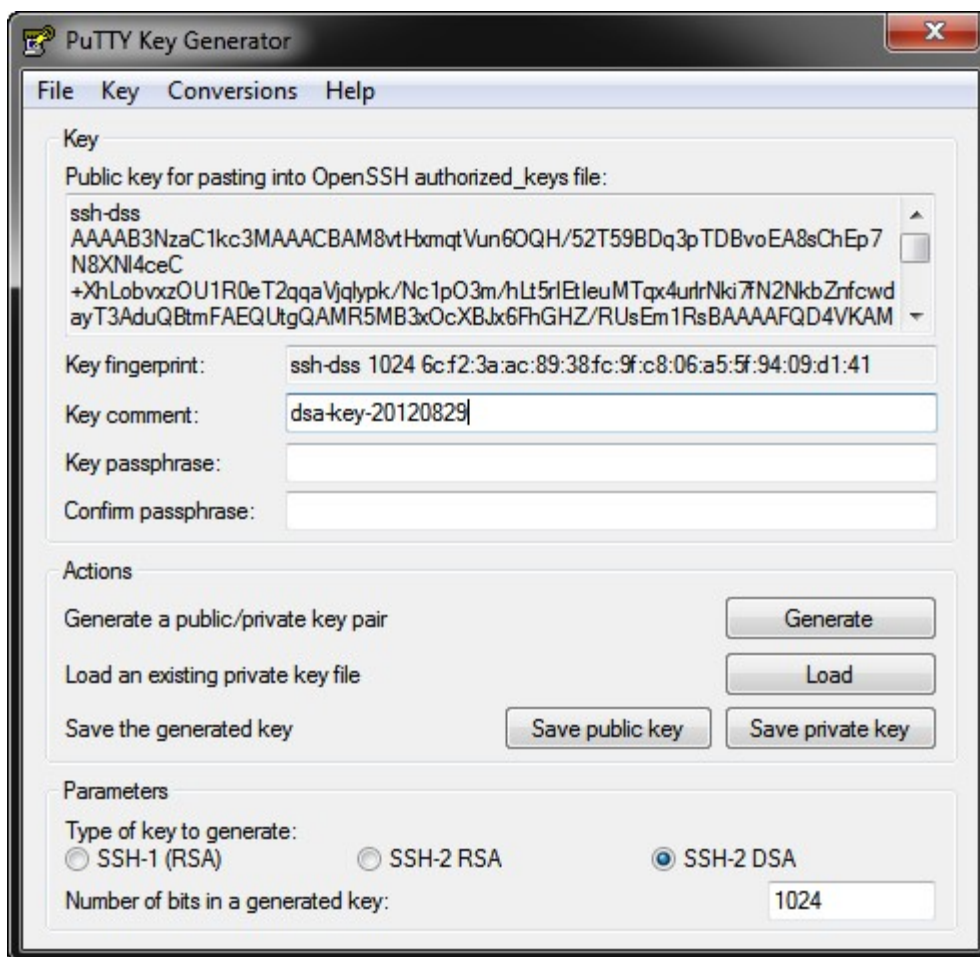 PuTTY Key Generator
File Key Conversions Help
Key
Public key for pasting into OpenSSH authorized_keys file:
ssh-dss
AAAAB3NzaC1kc3MAAACBAM8vtHxmqtVun6OQH/52T59BDq3pTDBvoEA8sChEp7
N8XNl4ceC
+XhLobvxzOU1R0eT2qqaVjqlypk/Nc1pO3m/hLt5rlEtleuMTqx4urlrNki7fN2NkbZnfcwd
ayT3AduQBtmFAEQUtgQAMR5MB3xOcXBJx6FhGHZ/RUsEm1RsBAAAAFQD4VKAM
Key fingerprint: ssh-dss 1024 6c:f2:3a:ac:89:38:fc:9f:c8:06:a5:5f:94:09:d1:41
Key comment: dsa-key-20120829
Key passphrase:
Confirm passphrase:
Actions
Generate a public/private key pair Generate
Load an existing private key file Load
Save the generated key Save public key Save private key
Parameters
Type of key to generate:
SSH-1 (RSA) SSH-2 RSA SSH-2 DSA
Number of bits in a generated key: 1024